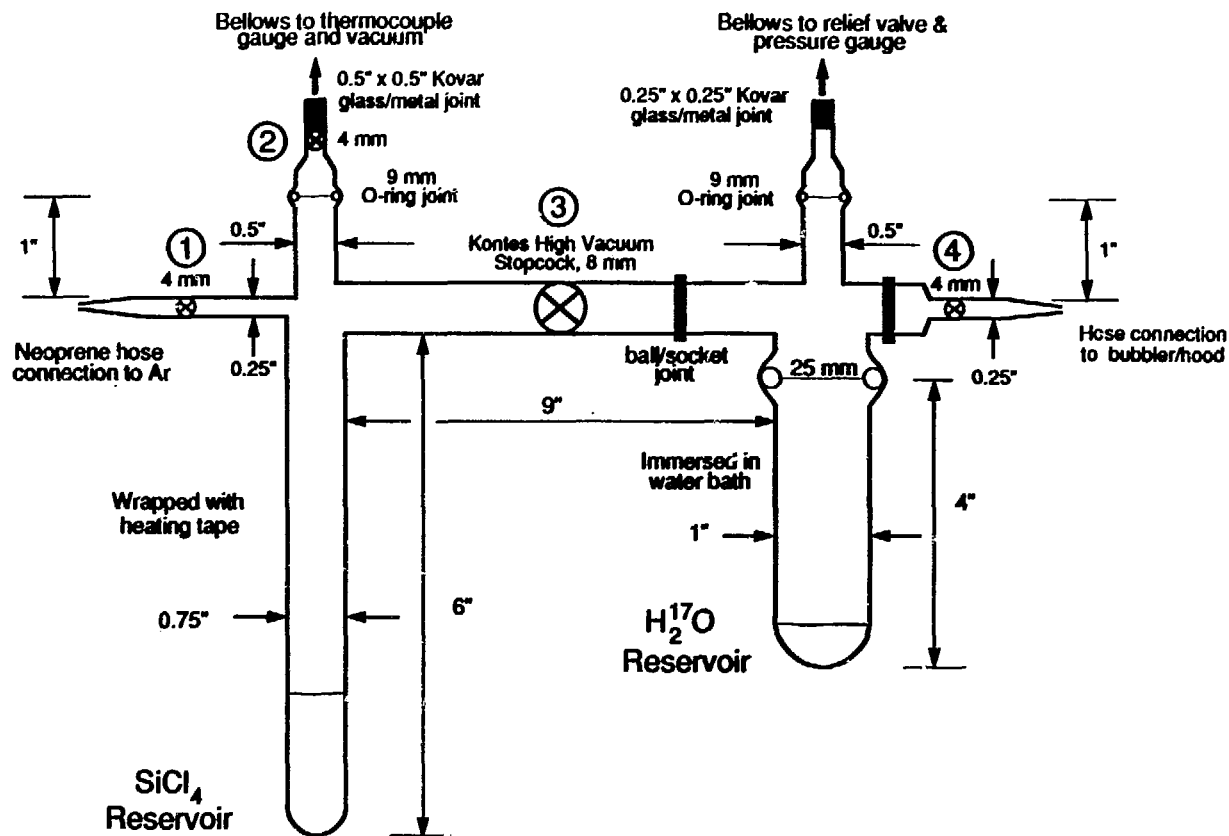 Bellows to thermocouple
gauge and vacuum
Bellows to relief valve &
pressure gauge
0.5" x 0.5" Kovar
glass/metal joint
0.25" x 0.25" Kovar
glass/metal joint
② 4 mm
9 mm
O-ring joint
9 mm
O-ring joint
③
1"
①
0.5"
Kontes High Vacuum
Stopcock, 8 mm
0.5"
④
1"
4 mm
4 mm
Neoprene hose
connection to Ar
0.25"
ball/socket
joint
25 mm
0.25"
Hose connection
to bubbler/hood
9"
Immersed in
water bath
Wrapped with
heating tape
4"
1"
0.75"
6"
H₂¹⁷O
Reservoir
SiCl₄
Reservoir